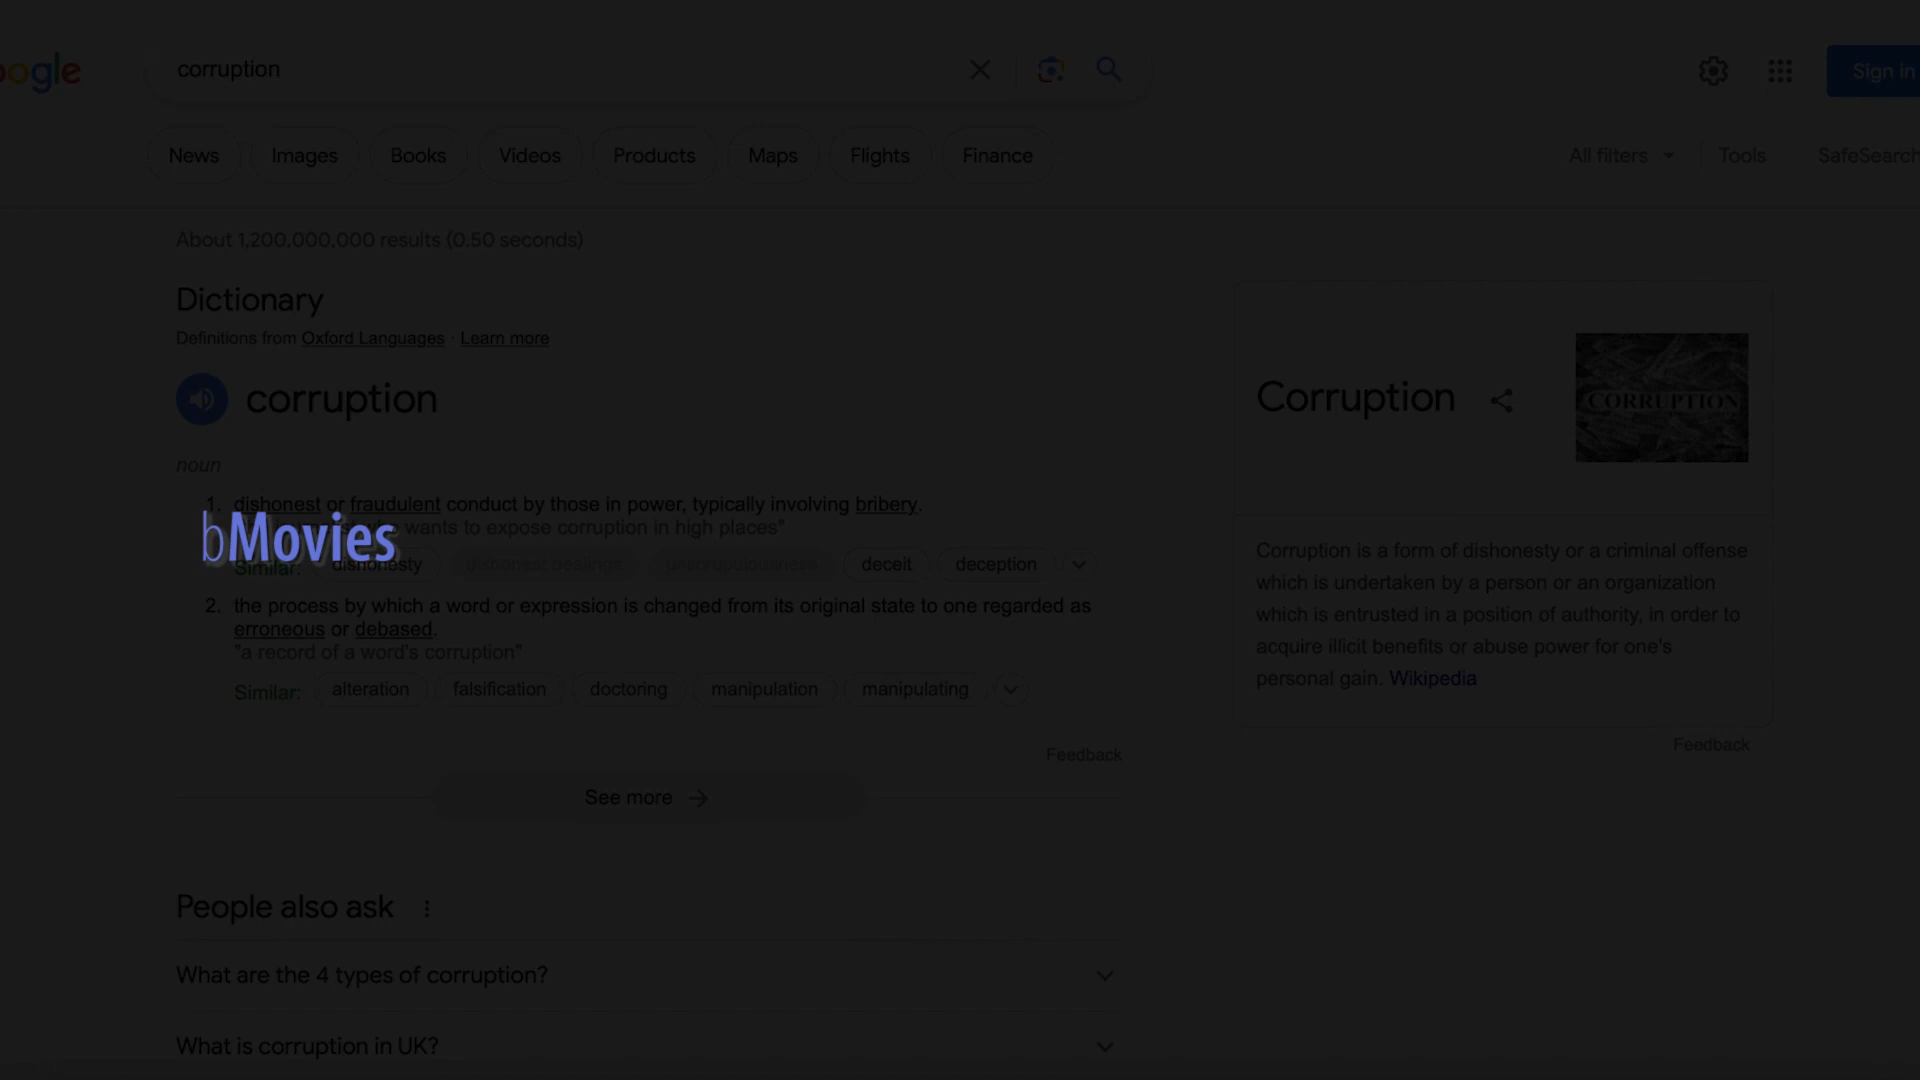 oogle
corruption
Sign in
News Images Books Videos Products Maps Flights Finance
All filters Tools SafeSearch
About 1,200,000,000 results (0.50 seconds)
Dictionary
Definitions from Oxford Languages · Learn more
corruption
noun
1. dishonest or fraudulent conduct by those in power, typically involving bribery.
who wants to expose corruption in high places"
bMovies
Similar: dishonesty dishonest dealings unscrupulousness deceit deception
2. the process by which a word or expression is changed from its original state to one regarded as
erroneous or debased.
"a record of a word's corruption"
Similar: alteration falsification doctoring manipulation manipulating
Feedback
See more
People also ask
What are the 4 types of corruption?
What is corruption in UK?
Corruption
CORRUPTION
Corruption is a form of dishonesty or a criminal offense
which is undertaken by a person or an organization
which is entrusted in a position of authority, in order to
acquire illicit benefits or abuse power for one's
personal gain. Wikipedia
Feedback